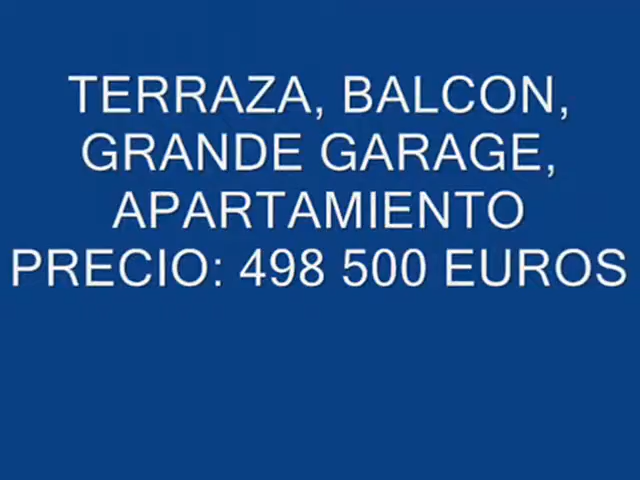 TERRAZA, BALCON,
GRANDE GARAGE,
APARTAMIENTO
PRECIO: 498 500 EUROS